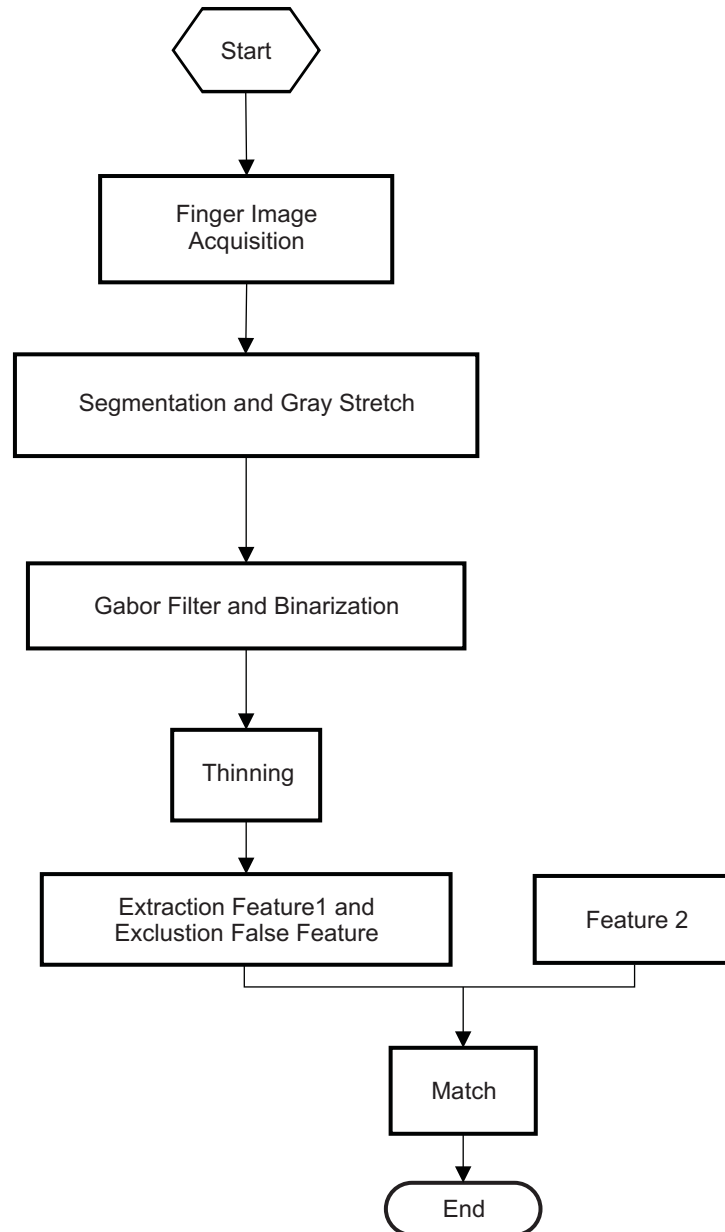 Start
Finger Image
Acquisition
Segmentation and Gray Stretch
Gabor Filter and Binarization
Thinning
Extraction Feature1 and
Exclustion False Feature
Feature 2
Match
End